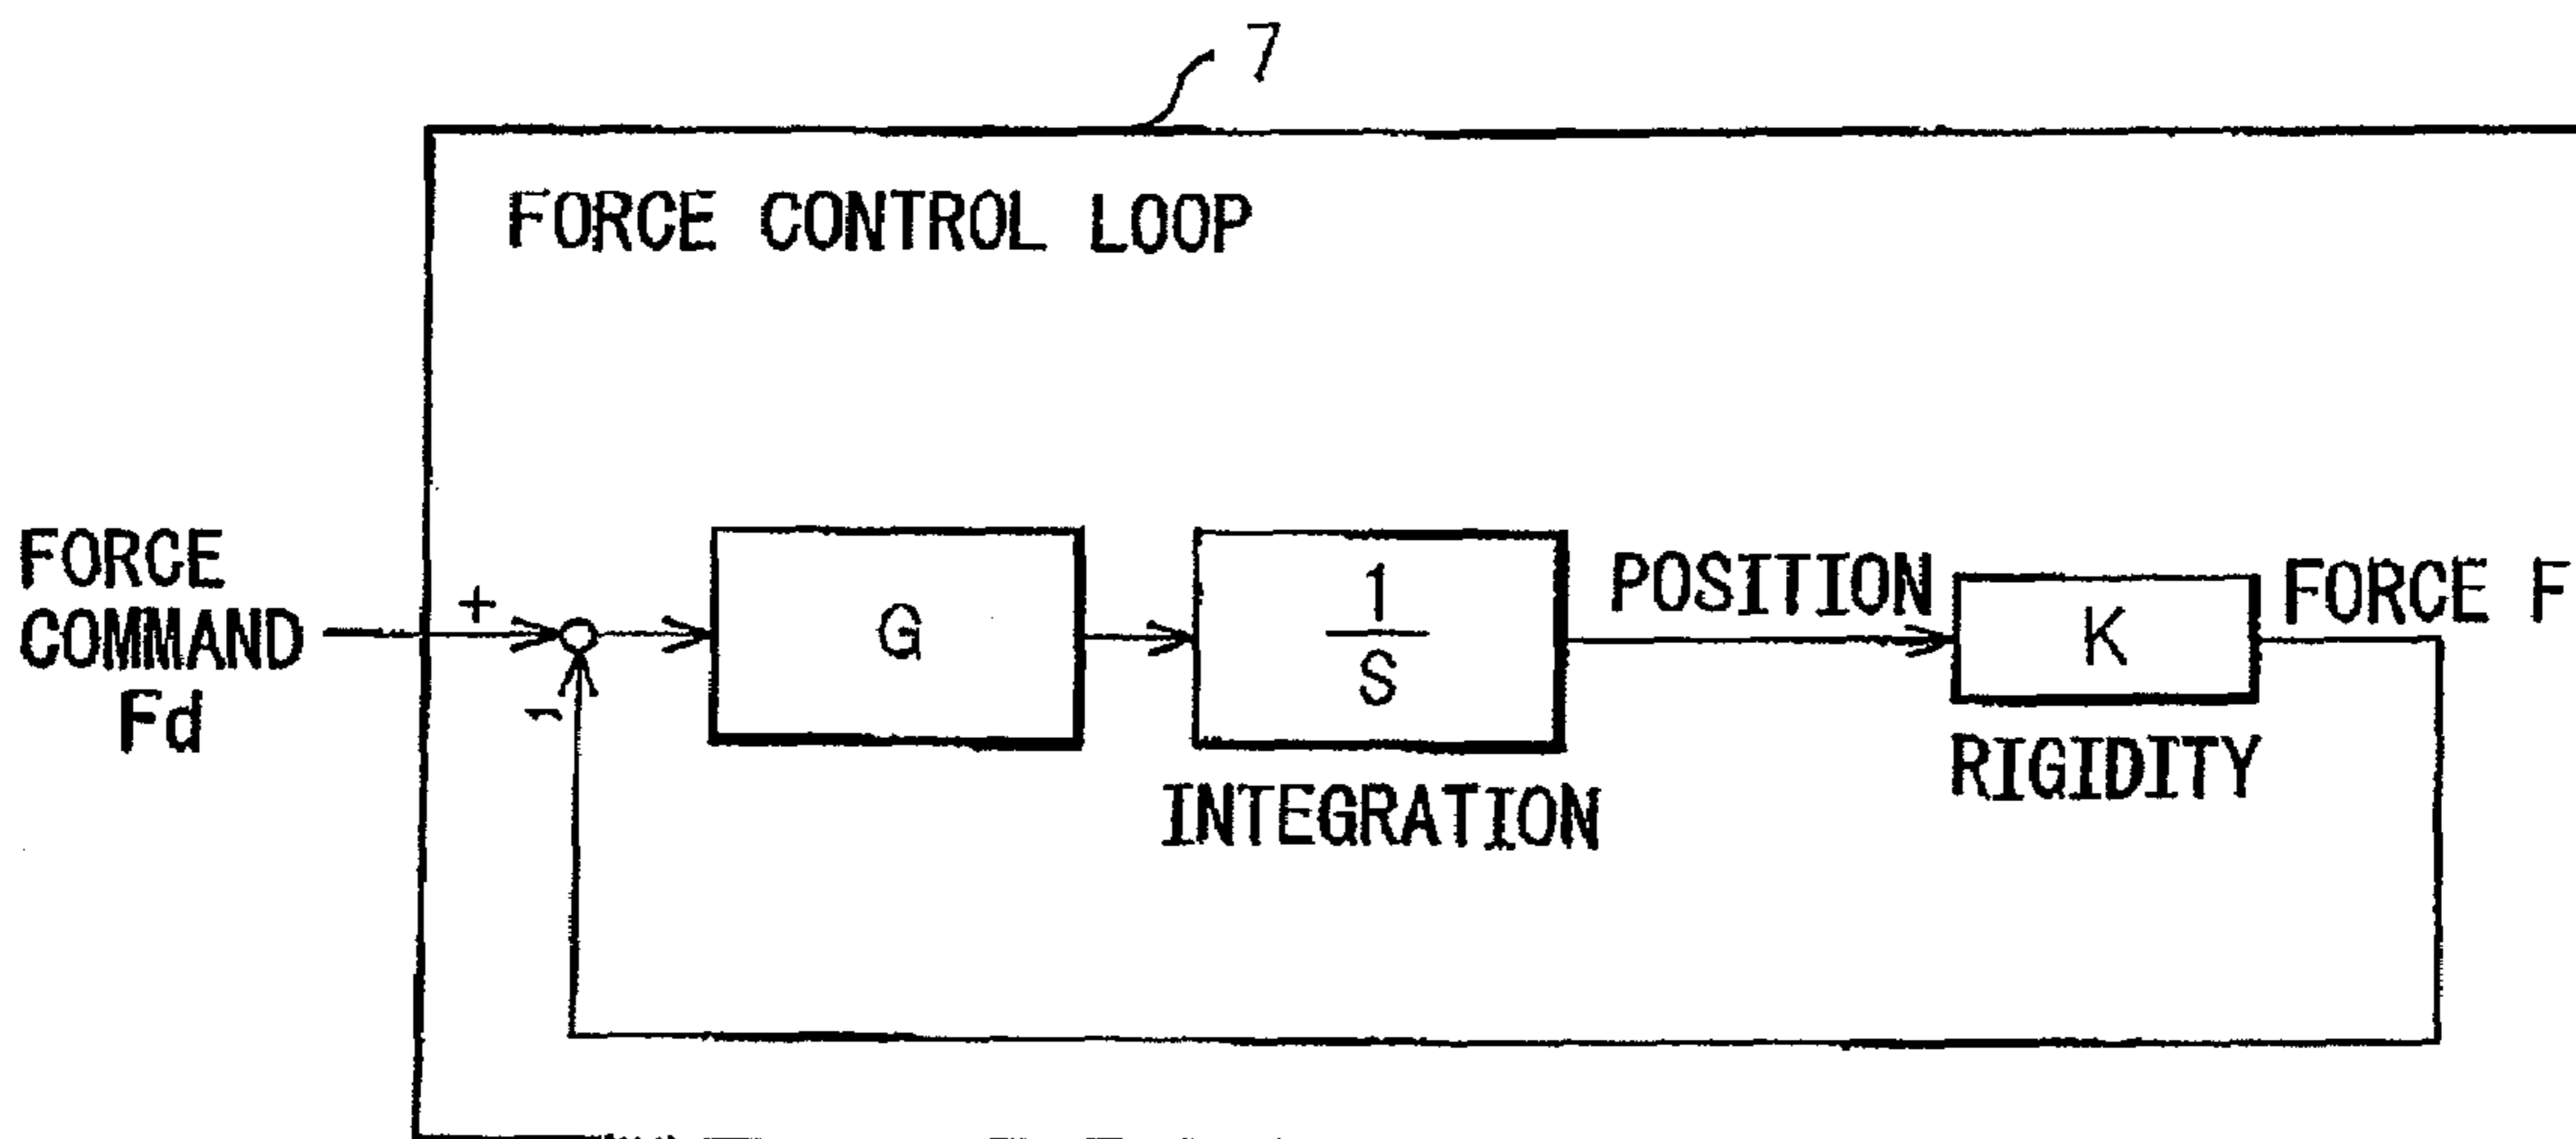 7
FORCE CONTROL LOOP
FORCE
COMMAND
Fd
+
-
G
1
S
INTEGRATION
POSITION
K
RIGIDITY
FORCE F